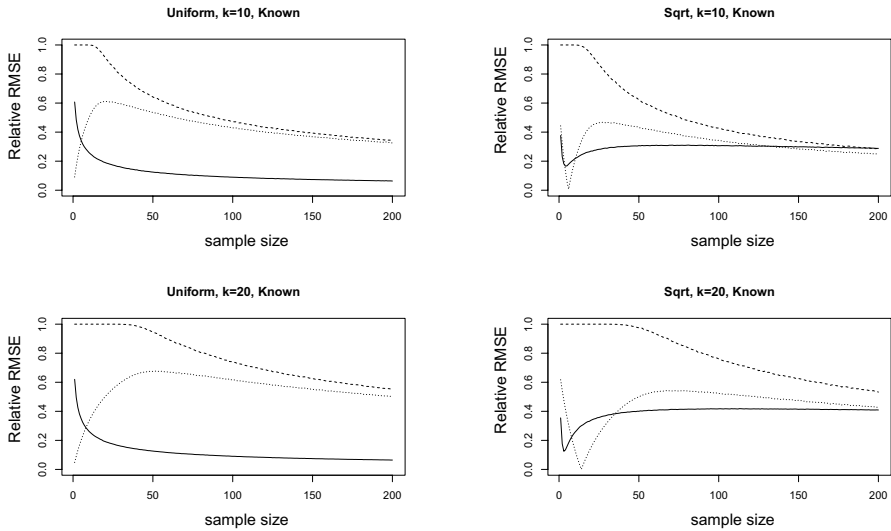 Uniform, k=10, Known
Relative RMSE
0.0 0.2 0.4 0.6 0.8 1.0
0 50 100 150 200
sample size
Sqrt, k=10, Known
Relative RMSE
0.0 0.2 0.4 0.6 0.8 1.0
0 50 100 150 200
sample size
Uniform, k=20, Known
Relative RMSE
0.0 0.2 0.4 0.6 0.8 1.0
0 50 100 150 200
sample size
Sqrt, k=20, Known
Relative RMSE
0.0 0.2 0.4 0.6 0.8 1.0
0 50 100 150 200
sample size